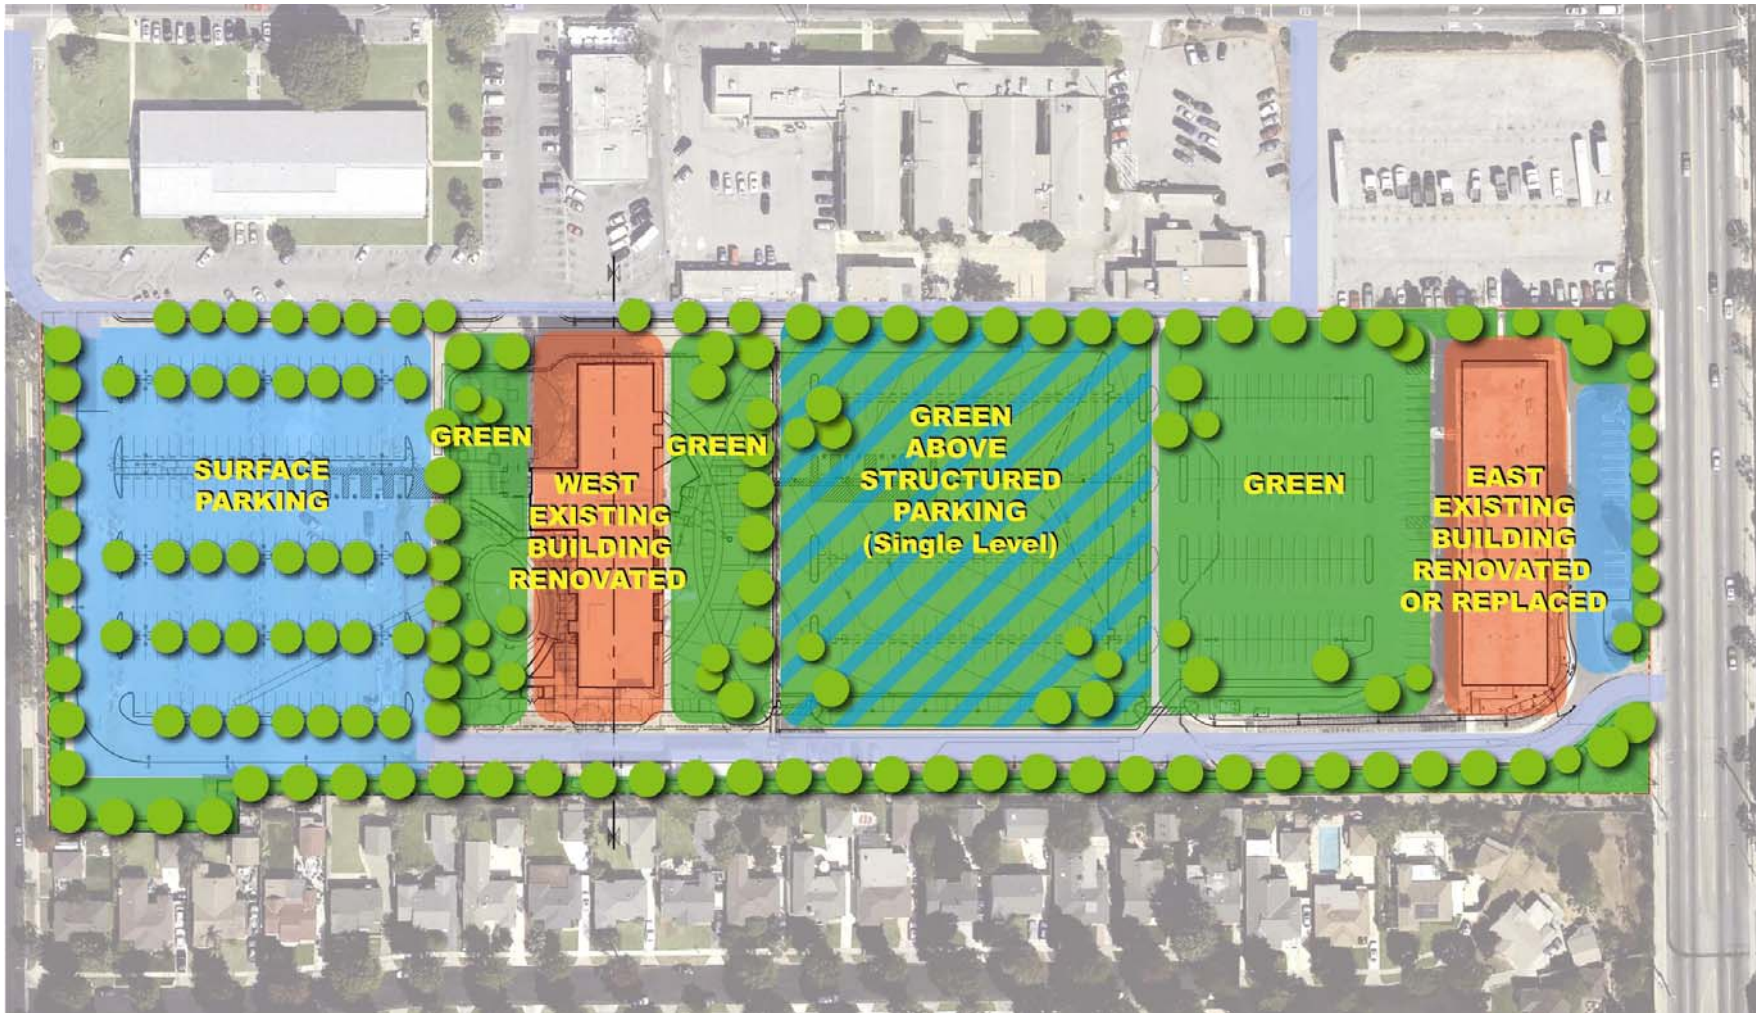 SURFACE
PARKING
GREEN
WEST
EXISTING
BUILDING
RENOVATED
GREEN
GREEN
ABOVE
STRUCTURED
PARKING
(Single Level)
GREEN
EAST
EXISTING
BUILDING
RENOVATED
OR REPLACED